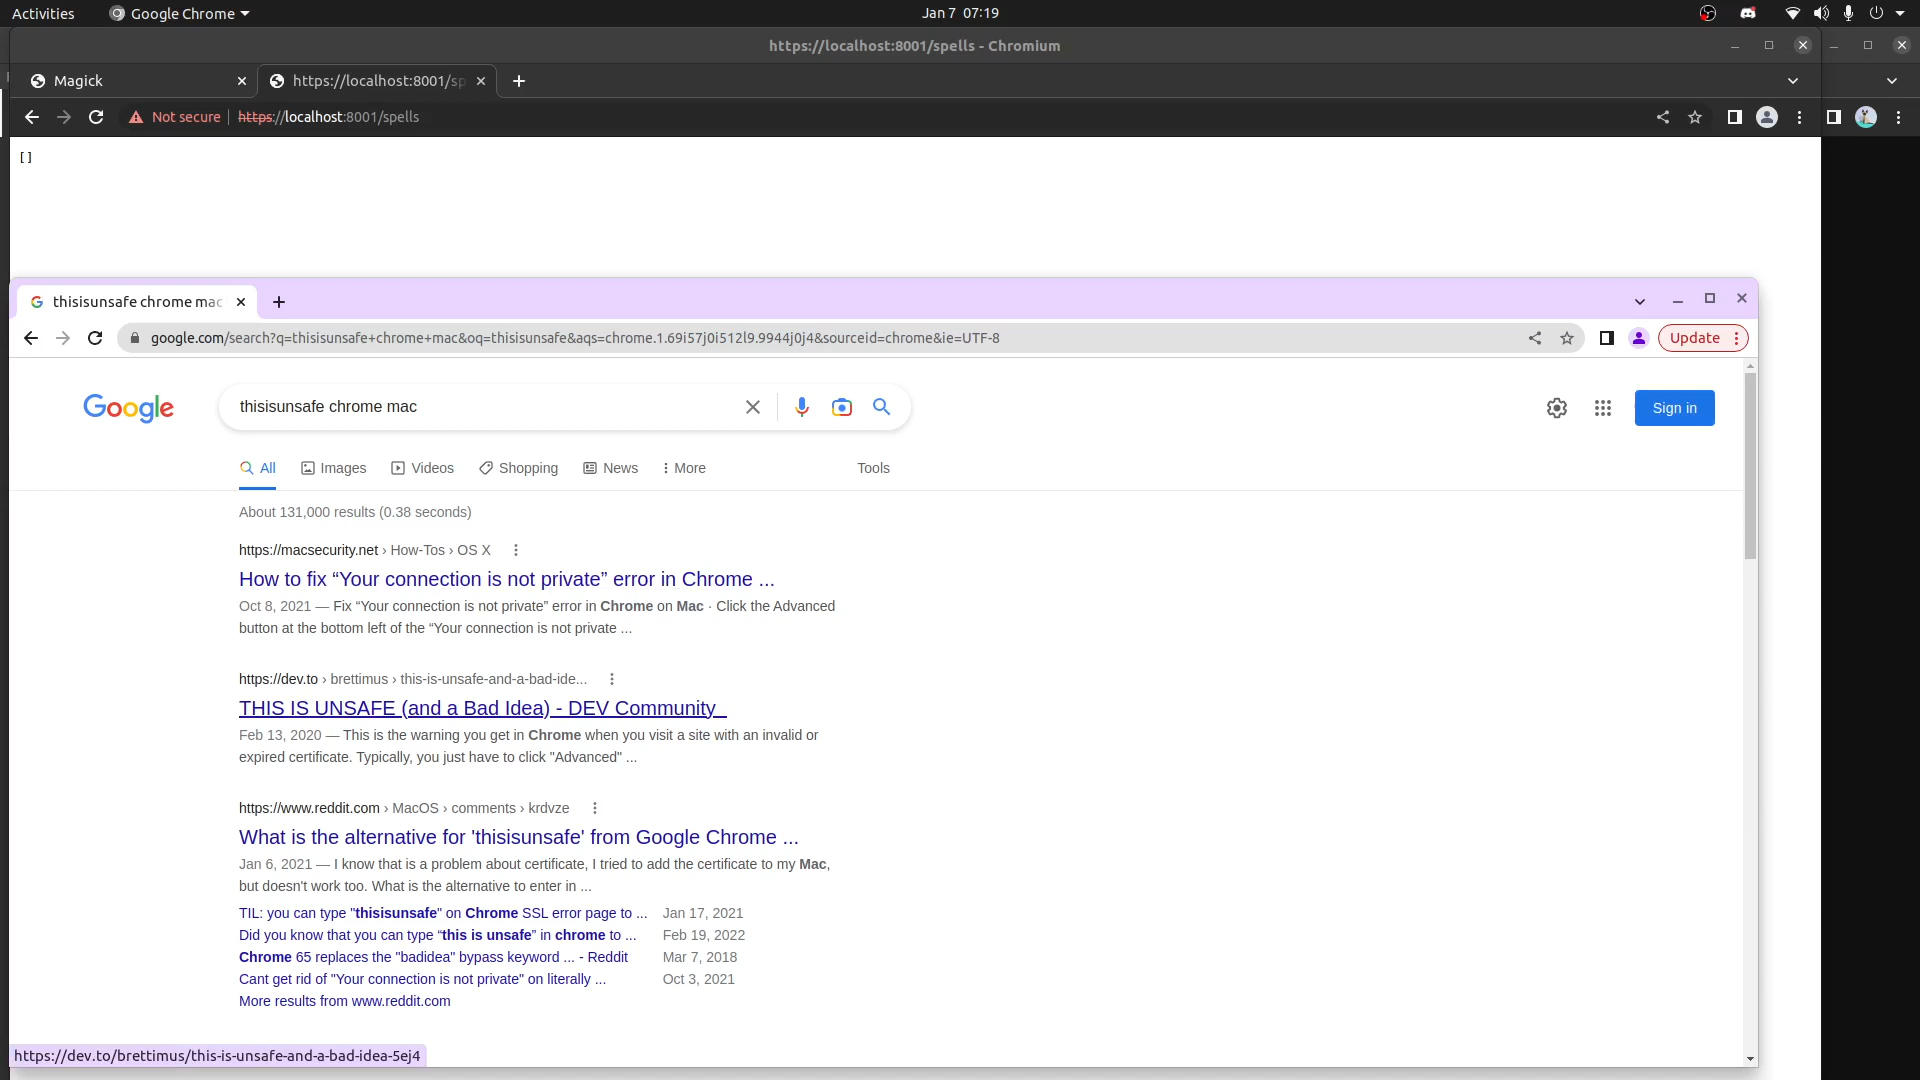 Activities
Google Chrome
Jan 7 07:19
https://localhost:8001/spells - Chromium
Magick
https://localhost:8001/sp
Not secure
https://localhost:8001/spells
[]
thisisunsafe chrome mac
google.com/search?q=thisisunsafe+chrome+mac&oq=thisisunsafe&aqs=chrome.1.69i57j0i512l9.9944j0j4&sourceid=chrome&ie=UTF-8
Update
Google
thisisunsafe chrome mac
Sign in
All
Images
Videos
Shopping
News
More
Tools
About 131,000 results (0.38 seconds)
https://macsecurity.net › How-Tos › OS X
How to fix “Your connection is not private” error in Chrome ...
Oct 8, 2021 — Fix “Your connection is not private” error in Chrome on Mac · Click the Advanced
button at the bottom left of the “Your connection is not private ...
https://dev.to › brettimus › this-is-unsafe-and-a-bad-ide...
THIS IS UNSAFE (and a Bad Idea) - DEV Community
Feb 13, 2020 — This is the warning you get in Chrome when you visit a site with an invalid or
expired certificate. Typically, you just have to click "Advanced" ...
https://www.reddit.com › MacOS › comments › krdvze
What is the alternative for 'thisisunsafe' from Google Chrome ...
Jan 6, 2021 — I know that is a problem about certificate, I tried to add the certificate to my Mac,
but doesn't work too. What is the alternative to enter in ...
TIL: you can type "thisisunsafe" on Chrome SSL error page to ... Jan 17, 2021
Did you know that you can type “this is unsafe” in chrome to ... Feb 19, 2022
Chrome 65 replaces the "badidea" bypass keyword ... - Reddit Mar 7, 2018
Cant get rid of "Your connection is not private" on literally ... Oct 3, 2021
More results from www.reddit.com
https://dev.to/brettimus/this-is-unsafe-and-a-bad-idea-5ej4